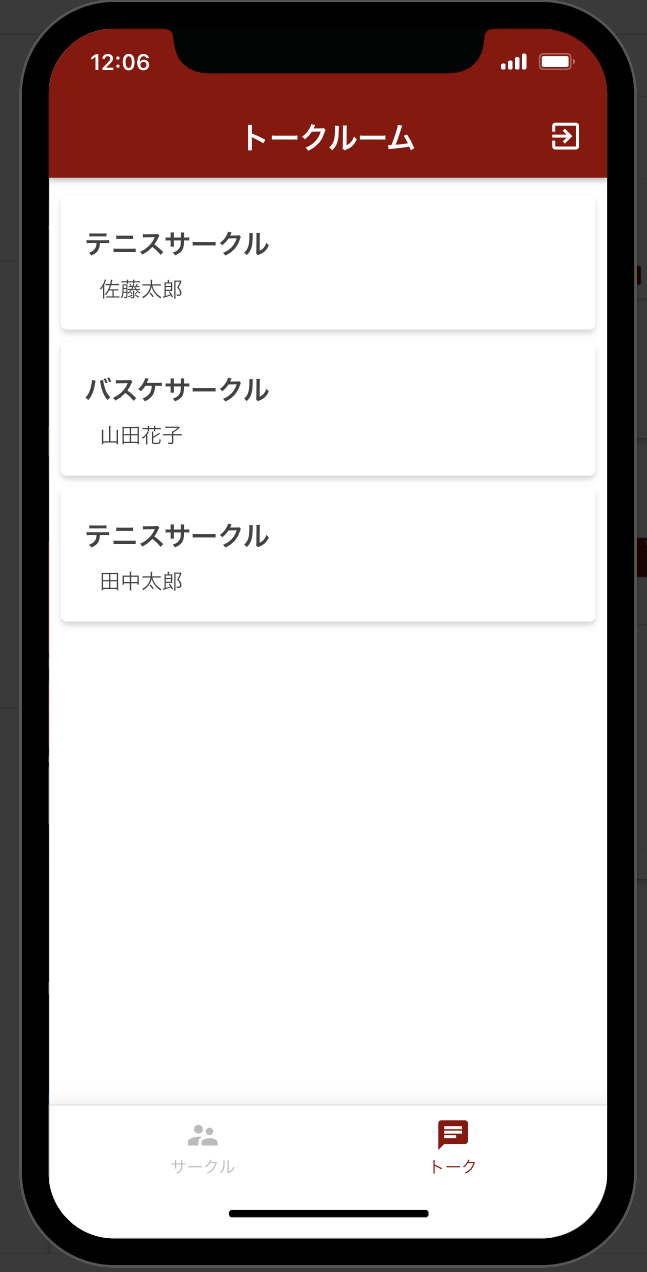 12:06
トークルーム
テニスサークル
佐藤太郎
バスケサークル
山田花子
テニスサークル
田中太郎
サークル
トーク